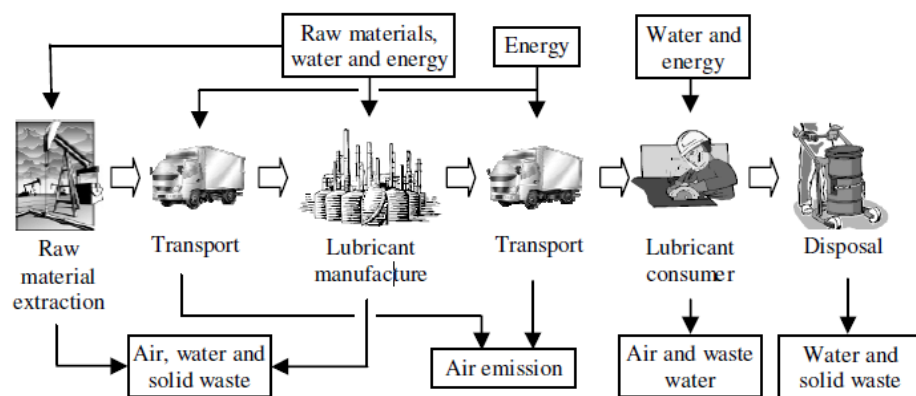 Raw materials,
water and energy
Energy
Water and
energy
Raw
material
extraction
Transport
Lubricant
manufacture
Transport
Lubricant
consumer
Disposal
Air, water and
solid waste
Air emission
Air and waste
water
Water and
solid waste